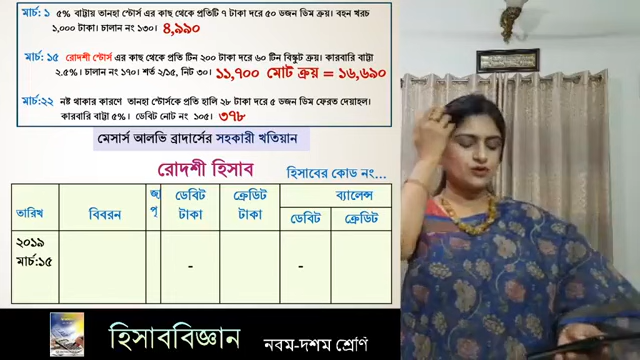 মার্চ: ১ ৫% বাট্টায় তানহা স্টোর্স এর কাছ থেকে প্রতিটি ৭ টাকা দরে ৫০ ডজন ডিম ক্রয়। বহন খরচ
১,০০০ টাকা। চালান নং ১৩০। ৪,৯৯০
মার্চ: ১৫ রোদশী স্টোর্স এর কাছ থেকে প্রতি টিন ২০০ টাকা দরে ৬০ টিন বিস্কুট ক্রয়। কারবারি বাট্টা
২.৫%। চালান নং ১৭০। শর্ত ২/১৫, নিট ৩০। ১১,৭০০ মোট ক্রয় = ১৬,৬৯০
মার্চ:২২ নষ্ট থাকার কারণে তানহা স্টোর্সকে প্রতি হালি ২৮ টাকা দরে ৫ ডজন ডিম ফেরত দেয়াহল।
কারবারি বাট্টা ৫%। ডেবিট নোট নং ১০৫। ৩৭৮
মেসার্স আলভি ব্রাদার্সের সহকারী খতিয়ান
রোদশী হিসাব হিসাবের কোড নং...
তারিখ বিবরন জা পৃ ডেবিট টাকা ক্রেডিট টাকা ব্যালেন্স
ডেবিট ক্রেডিট
২০১৯
মার্চ:১৫ - -
হিসাববিজ্ঞান নবম-দশম শ্রেণি